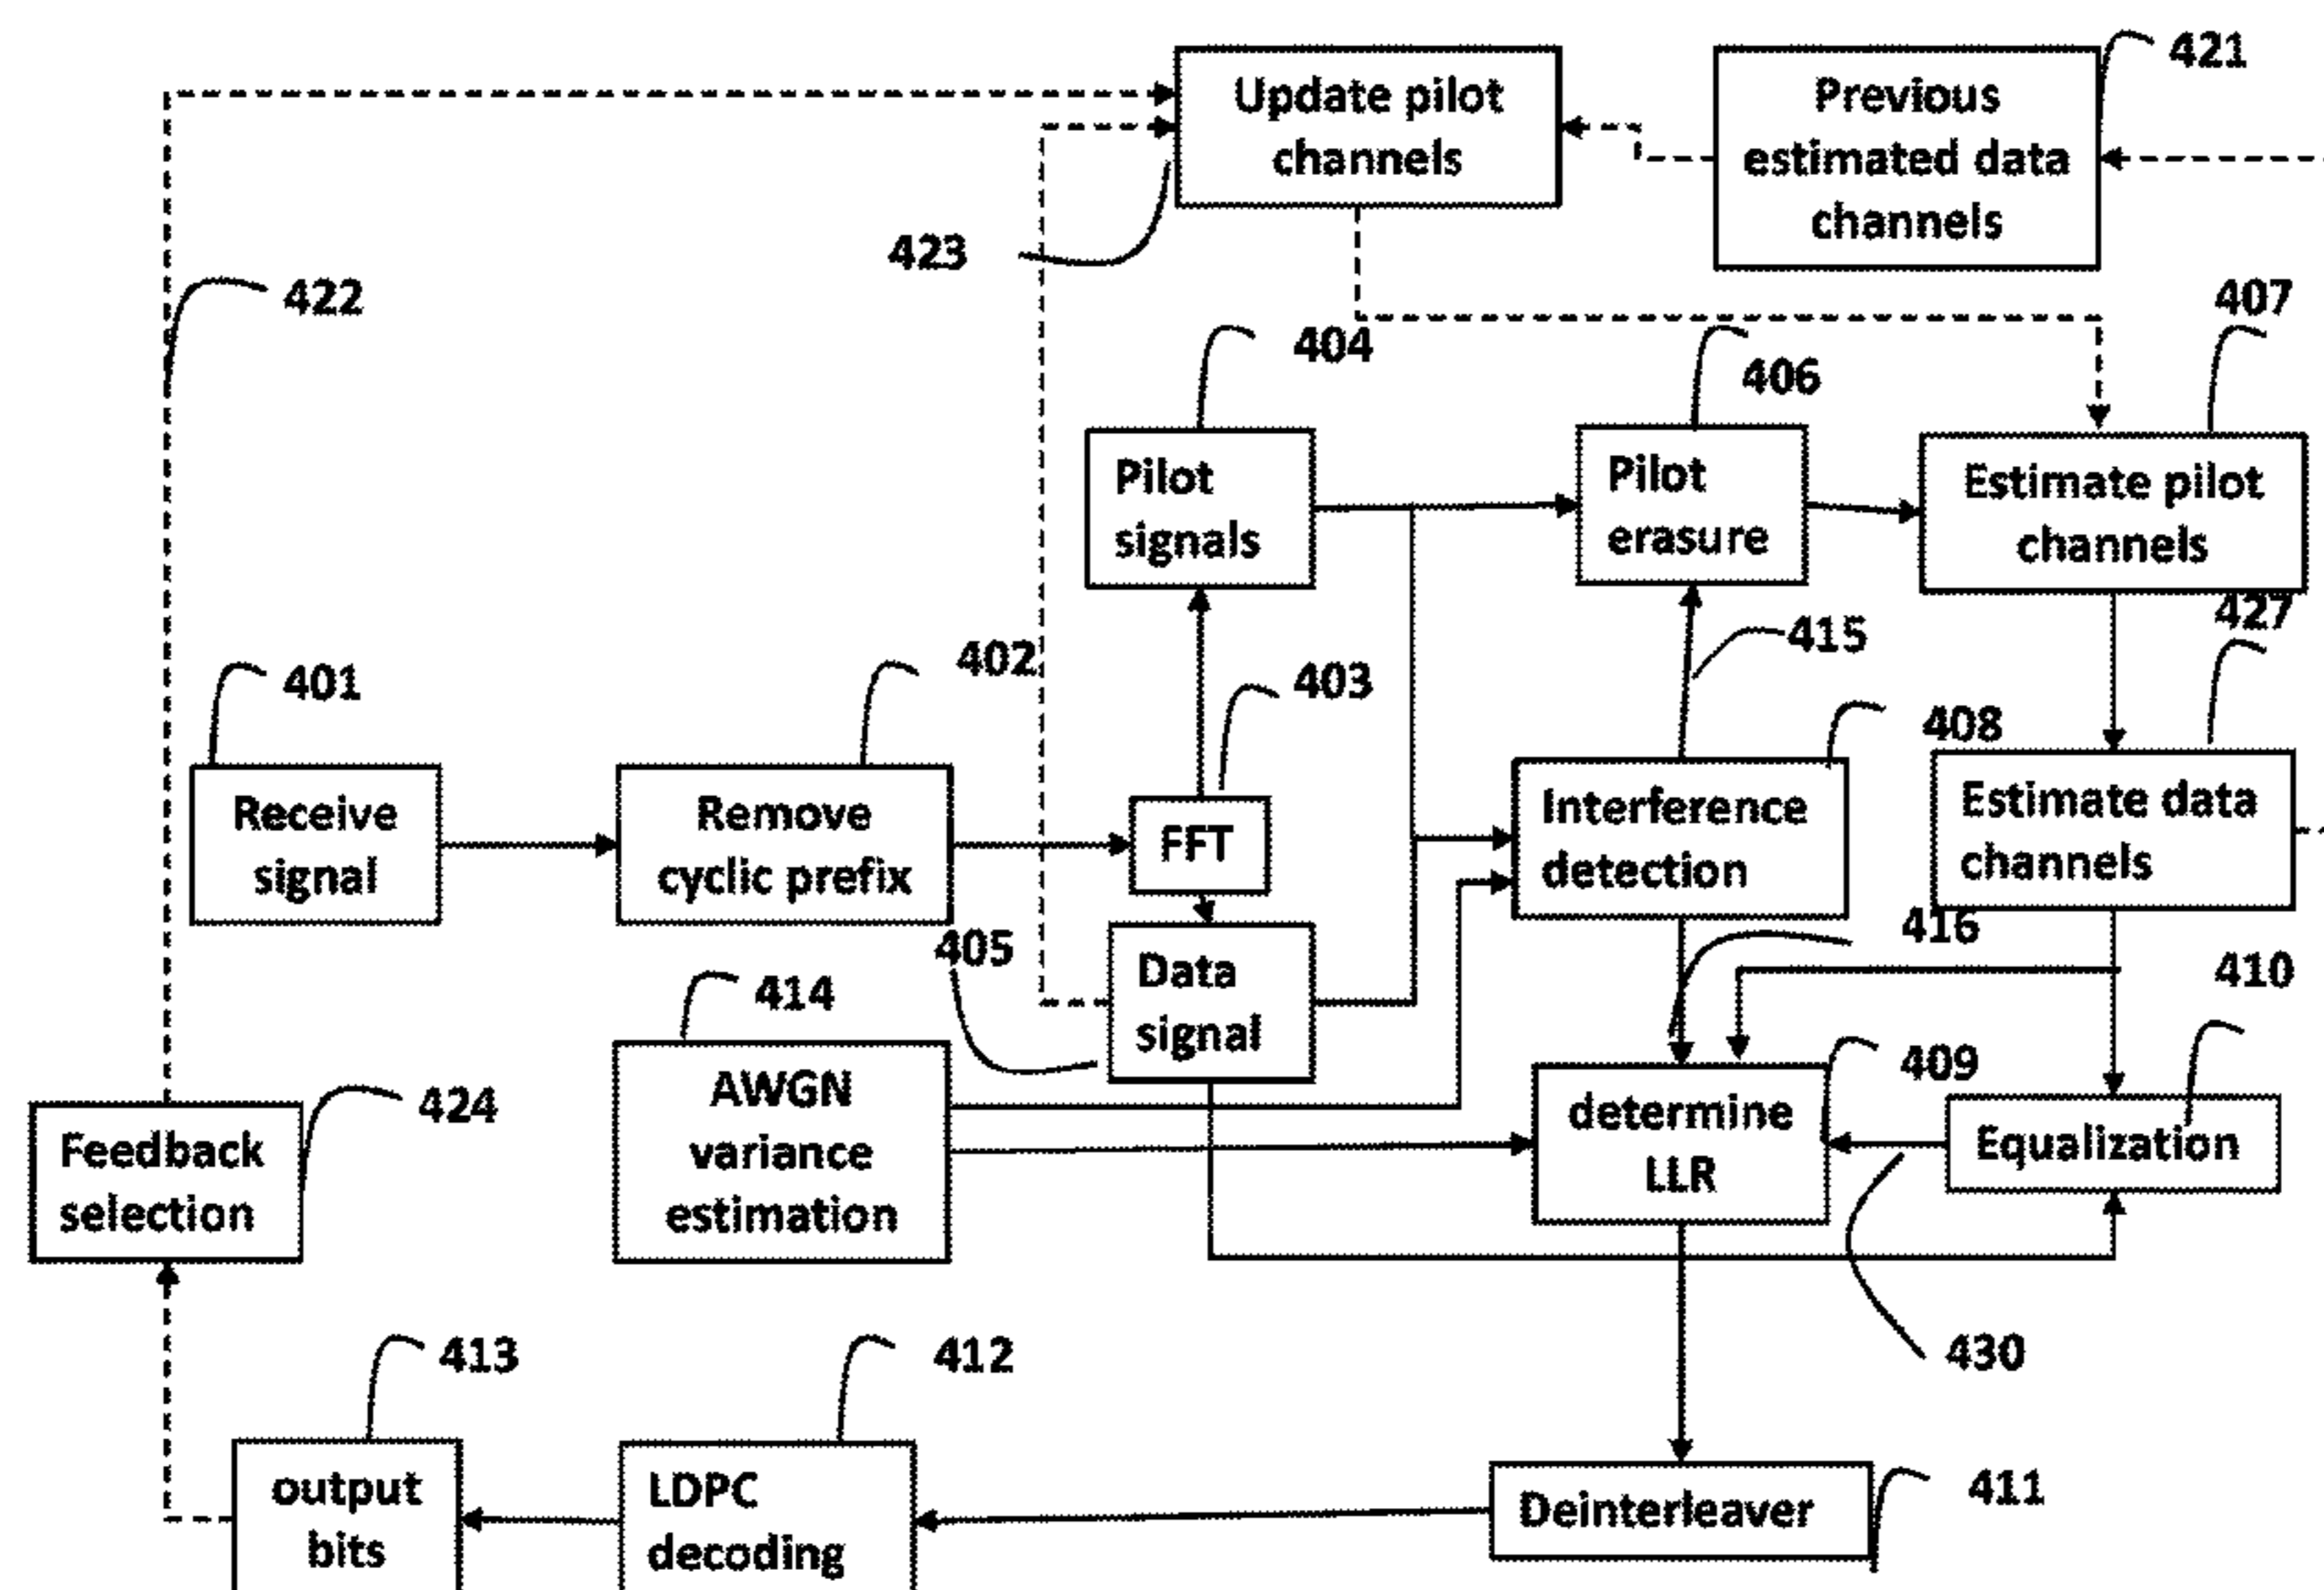 421
Update pilot
channels
Previous
estimated data
channels
423
422
407
404
406
Pilot
signals
Pilot
erasure
Estimate pilot
channels
427
415
402
401
403
408
Receive
signal
Remove
cyclic prefix
FFT
Interference
detection
Estimate data
channels
416
405
410
414
Data
signal
409
424
AWGN
variance
estimation
determine
LLR
Equalization
Feedback
selection
413
412
430
output
bits
LDPC
decoding
Deinterleaver
411